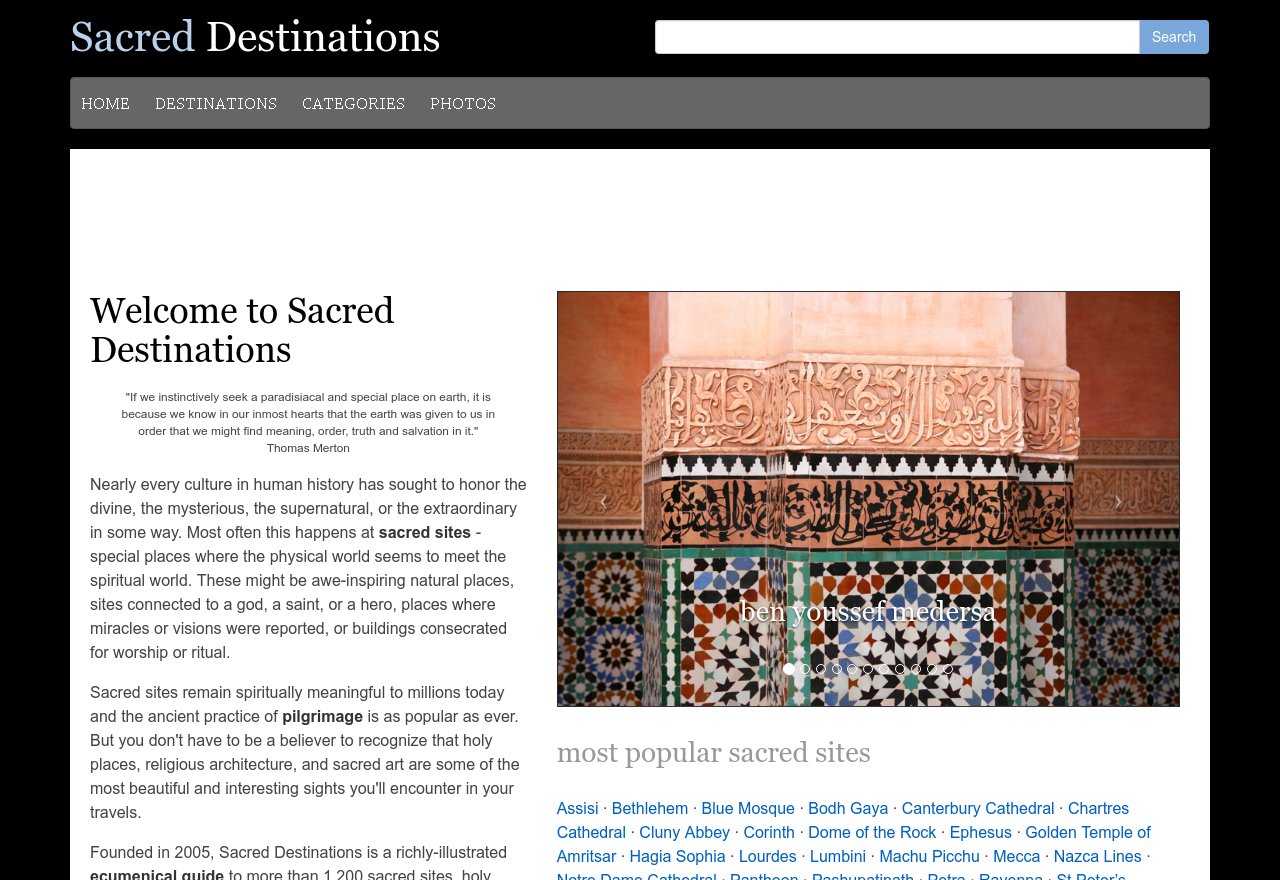 Sacred Destinations
Search
HOME DESTINATIONS CATEGORIES PHOTOS
Welcome to Sacred
Destinations
"If we instinctively seek a paradisiacal and special place on earth, it is
because we know in our inmost hearts that the earth was given to us in
order that we might find meaning, order, truth and salvation in it."
Thomas Merton
Nearly every culture in human history has sought to honor the
divine, the mysterious, the supernatural, or the extraordinary
in some way. Most often this happens at sacred sites -
special places where the physical world seems to meet the
spiritual world. These might be awe-inspiring natural places,
sites connected to a god, a saint, or a hero, places where
miracles or visions were reported, or buildings consecrated
for worship or ritual.
Sacred sites remain spiritually meaningful to millions today
and the ancient practice of pilgrimage is as popular as ever.
But you don't have to be a believer to recognize that holy
places, religious architecture, and sacred art are some of the
most beautiful and interesting sights you'll encounter in your
travels.
Founded in 2005, Sacred Destinations is a richly-illustrated
ecumenical guide to more than 1,200 sacred sites, holy
ben youssef medersa
most popular sacred sites
Assisi · Bethlehem · Blue Mosque · Bodh Gaya · Canterbury Cathedral · Chartres
Cathedral · Cluny Abbey · Corinth · Dome of the Rock · Ephesus · Golden Temple of
Amritsar · Hagia Sophia · Lourdes · Lumbini · Machu Picchu · Mecca · Nazca Lines ·
Notre Dame Cathedral · Pantheon · Pashupatinath · Petra · Ravenna · St Peter's